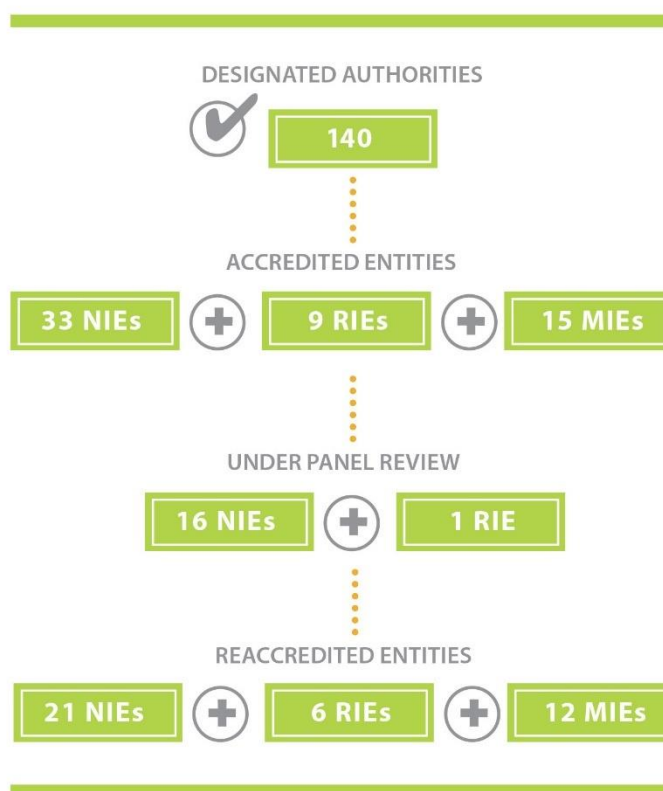 DESIGNATED AUTHORITIES
140
ACCREDITED ENTITIES
33 NIEs + 9 RIEs + 15 MIEs
UNDER PANEL REVIEW
16 NIEs + 1 RIE
REACCREDITED ENTITIES
21 NIEs + 6 RIEs + 12 MIEs